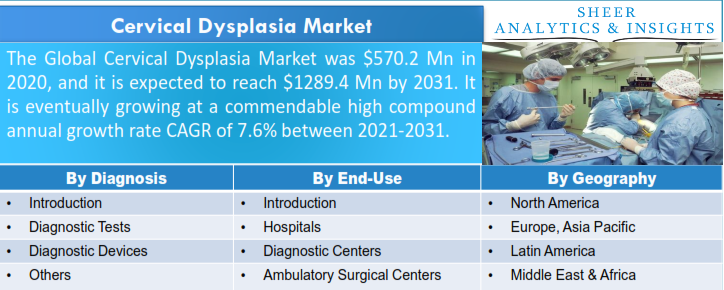 Cervical Dysplasia Market
SHEER
ANALYTICS & INSIGHTS
The Global Cervical Dysplasia Market was $570.2 Mn in
2020, and it is expected to reach $1289.4 Mn by 2031. It
is eventually growing at a commendable high compound
annual growth rate CAGR of 7.6% between 2021-2031.
By Diagnosis
• Introduction
• Diagnostic Tests
• Diagnostic Devices
• Others
By End-Use
• Introduction
• Hospitals
• Diagnostic Centers
• Ambulatory Surgical Centers
By Geography
• North America
• Europe, Asia Pacific
• Latin America
• Middle East & Africa